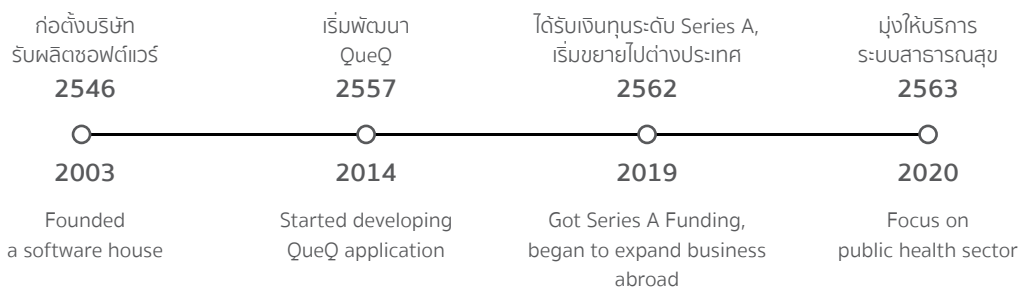 ก่อตั้งบริษัท
รับผลิตซอฟต์แวร์
2546
2003
Founded
a software house
เริ่มพัฒนา
QueQ
2557
2014
Started developing
QueQ application
ได้รับเงินทุนระดับ Series A,
เริ่มขยายไปต่างประเทศ
2562
2019
Got Series A Funding,
began to expand business
abroad
มุ่งให้บริการ
ระบบสาธารณสุข
2563
2020
Focus on
public health sector